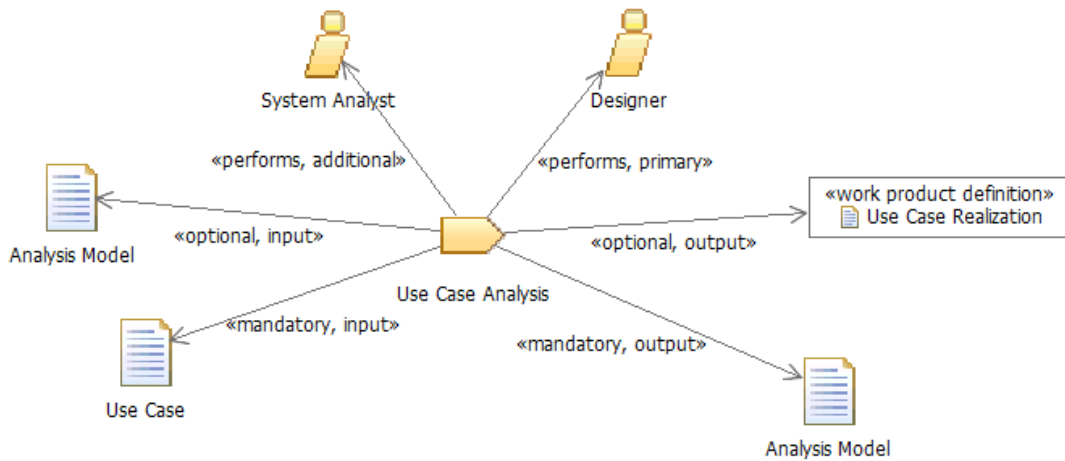 System Analyst
Designer
«performs, additional»
«performs, primary»
«work product definition»
Use Case Realization
«optional, input»
«optional, output»
Analysis Model
Use Case Analysis
«mandatory, input»
«mandatory, output»
Use Case
Analysis Model